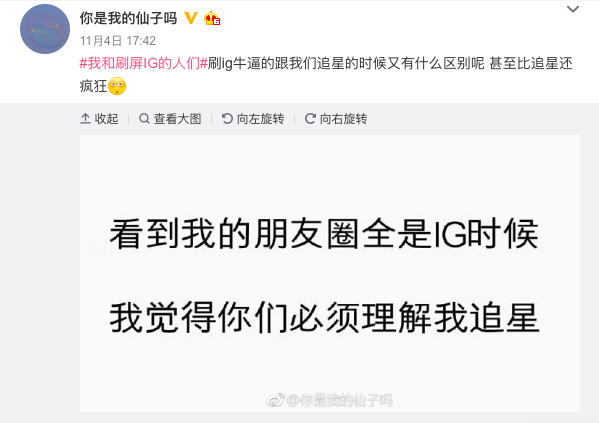 你是我的仙子吗
11月4日 17:42
#我和刷屏IG的人们#刷ig牛逼的跟我们追星的时候又有什么区别呢 甚至比追星还
疯狂
收起 查看大图 向左旋转 向右旋转
看到我的朋友圈全是IG时候
我觉得你们必须理解我追星
@你是我的仙子吗